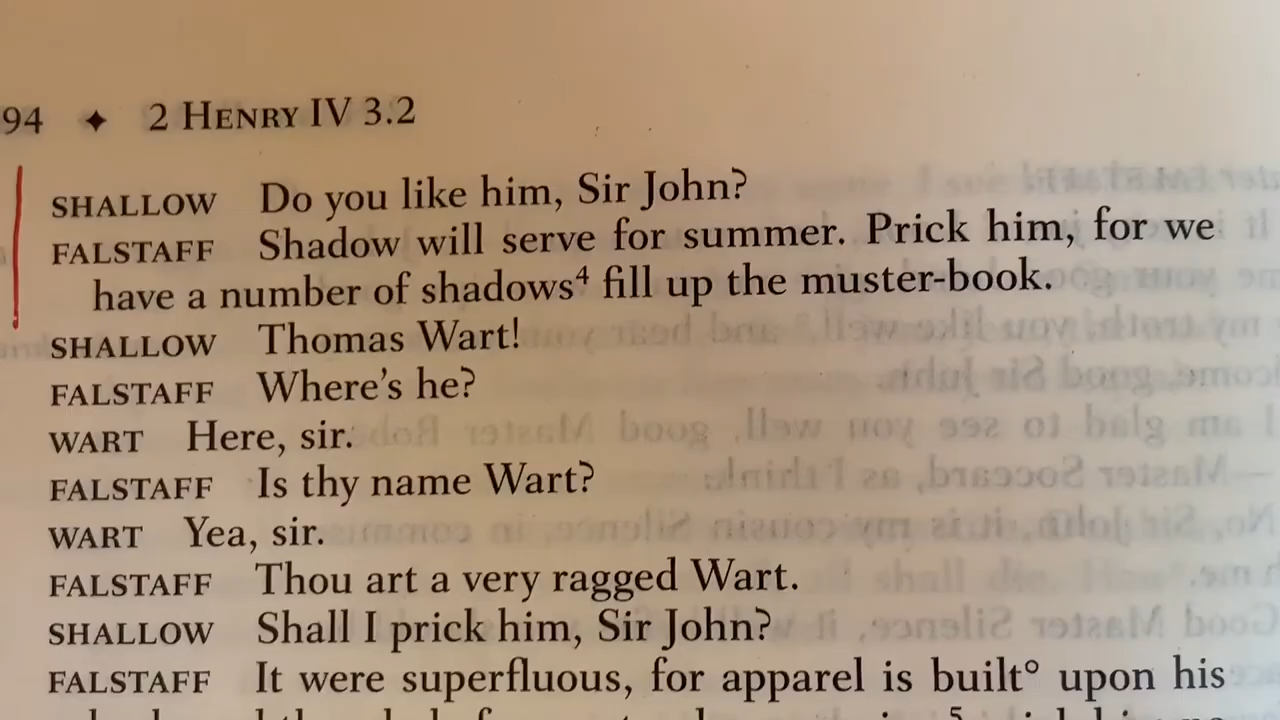 94 ✦ 2 HENRY IV 3.2
SHALLOW Do you like him, Sir John?
FALSTAFF Shadow will serve for summer. Prick him, for we
have a number of shadows⁴ fill up the muster-book.
SHALLOW Thomas Wart!
FALSTAFF Where's he?
WART Here, sir.
FALSTAFF Is thy name Wart?
WART Yea, sir.
FALSTAFF Thou art a very ragged Wart.
SHALLOW Shall I prick him, Sir John?
FALSTAFF It were superfluous, for apparel is built° upon his